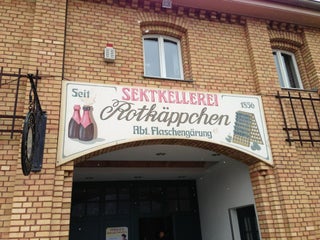 SEKTKELLEREI
Seit Rotkäppchen 1856
Abt. Flaschengärung